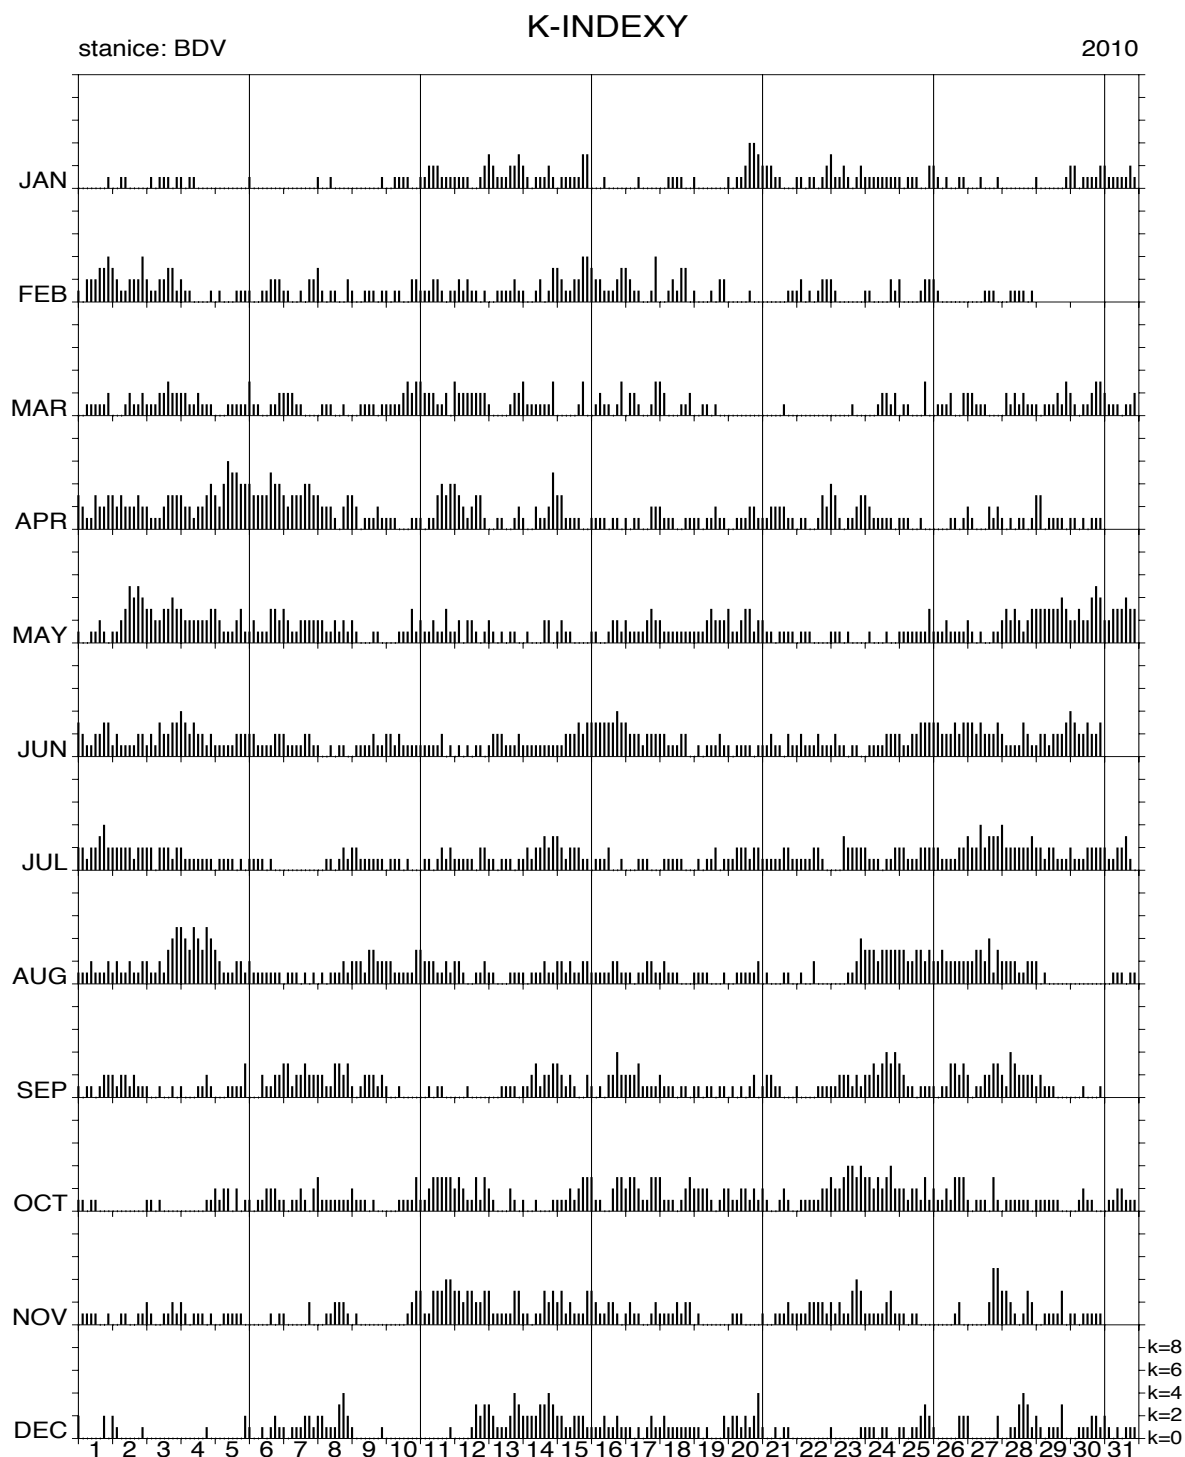 K-INDEXY
stanice: BDV 2010
JAN
FEB
MAR
APR
MAY
JUN
JUL
AUG
SEP
OCT
NOV
k=8
k=6
k=4
k=2
DEC
k=0
1 2 3 4 5 6 7 8 9 10 11 12 13 14 15 16 17 18 19 20 21 22 23 24 25 26 27 28 29 30 31